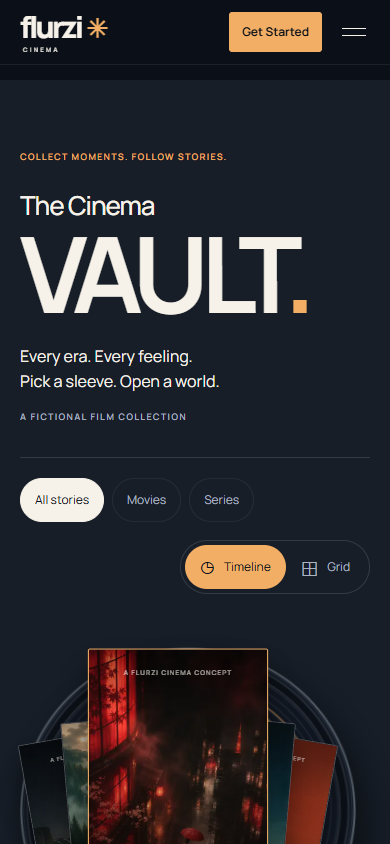 flurzi
CINEMA
Get Started
COLLECT MOMENTS. FOLLOW STORIES.
The Cinema
VAULT.
Every era. Every feeling.
Pick a sleeve. Open a world.
A FICTIONAL FILM COLLECTION
All stories
Movies
Series
Timeline
Grid
A FLURZI CINEMA CONCEPT